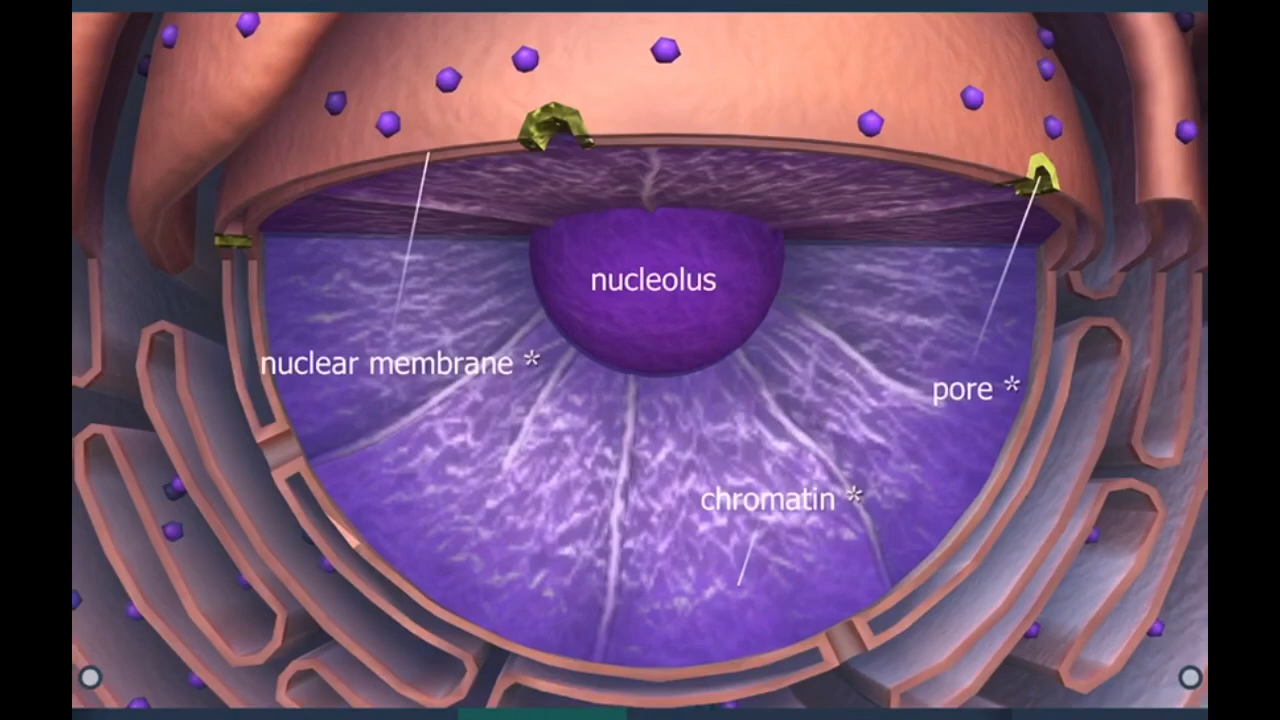 nucleolus
nuclear membrane *
pore *
chromatin *